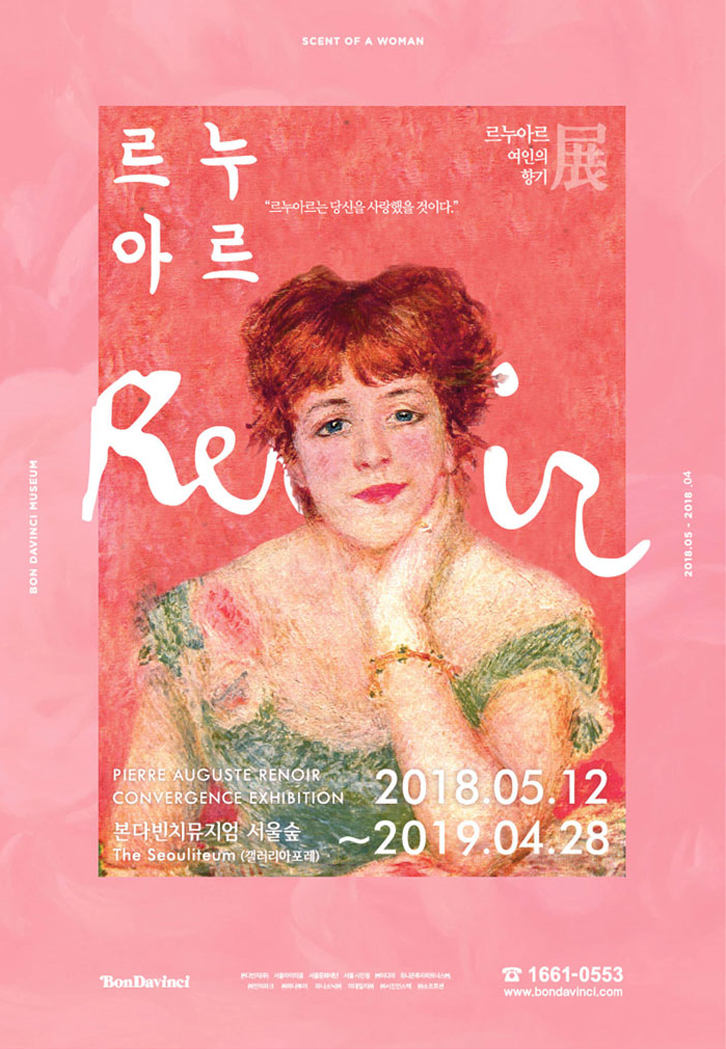 SCENT OF A WOMAN
르누
아르
르누아르
여인의
향기
展
"르누아르는 당신을 사랑했을 것이다."
Renoir
BON DAVINCI MUSEUM
2018.05 - 2018 .04
PIERRE AUGUSTE RENOIR
CONVERGENCE EXHIBITION
본다빈치뮤지엄 서울숲
The Seouliteum (갤러리아포레)
2018.05.12
~2019.04.28
BonDavinci
☎ 1661-0553
www.bondavinci.com